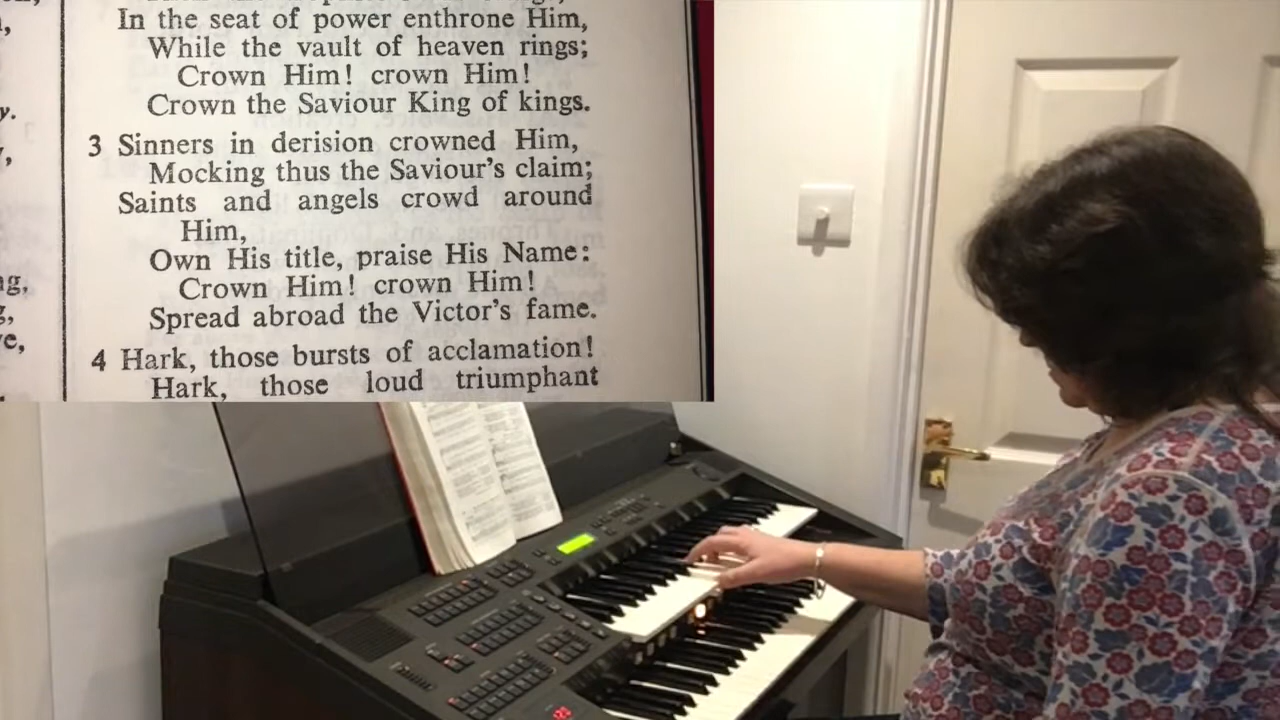 In the seat of power enthrone Him,
While the vault of heaven rings;
Crown Him! crown Him!
Crown the Saviour King of kings.
3 Sinners in derision crowned Him,
Mocking thus the Saviour's claim;
Saints and angels crowd around
Him,
Own His title, praise His Name:
Crown Him! crown Him!
Spread abroad the Victor's fame.
4 Hark, those bursts of acclamation!
Hark, those loud triumphant